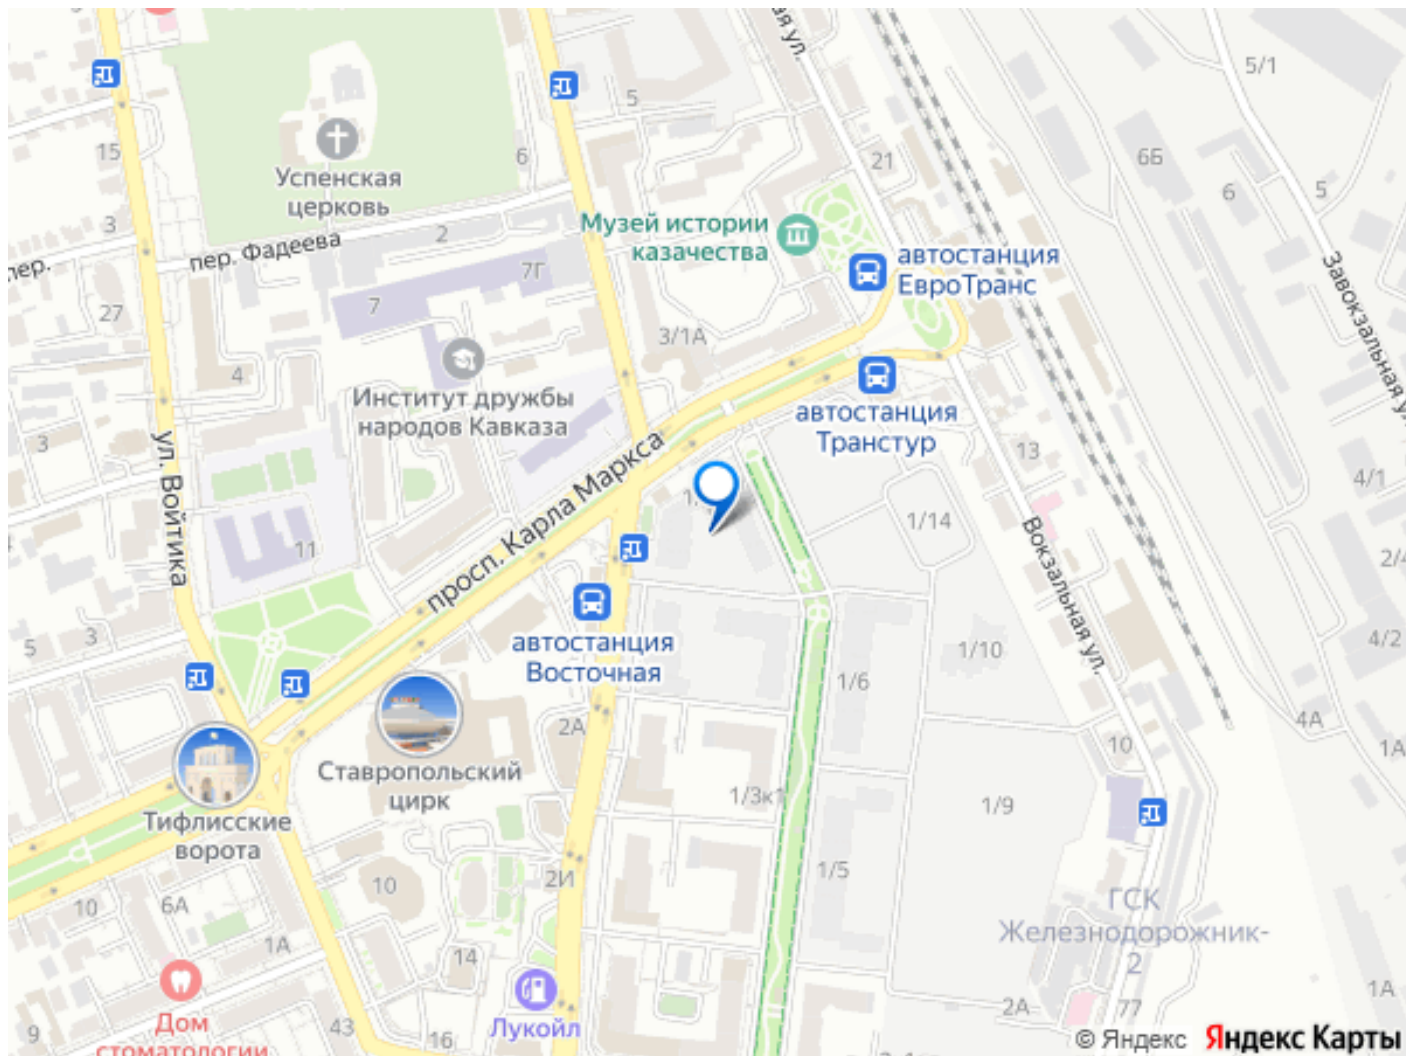 5/1
5
15
6
21
6Б
6
5
Успенская
церковь
3
2
Музей истории
казачества
пер. Фадеева
пер.
7Г
автостанция
ЕвроТранс
Завокзальная ул.
27
7
3/1А
4
Институт дружбы
народов Кавказа
автостанция
Транстур
3
просп. Карла Маркса
ул. Войтика
13
4/1
1/14
11
Вокзальная ул.
2/4
автостанция
Восточная
5
3
1/10
4/2
1/6
4А
2А
10
1А
Ставропольский
цирк
1/3к1
1/9
Тифлисские
ворота
1/5
10
2И
10
6А
ГСК
Железнодорожник-
2
1А
14
Дом
стоматологии
Лукойл
9
43
16
2А
77
1А
© Яндекс Яндекс Карты